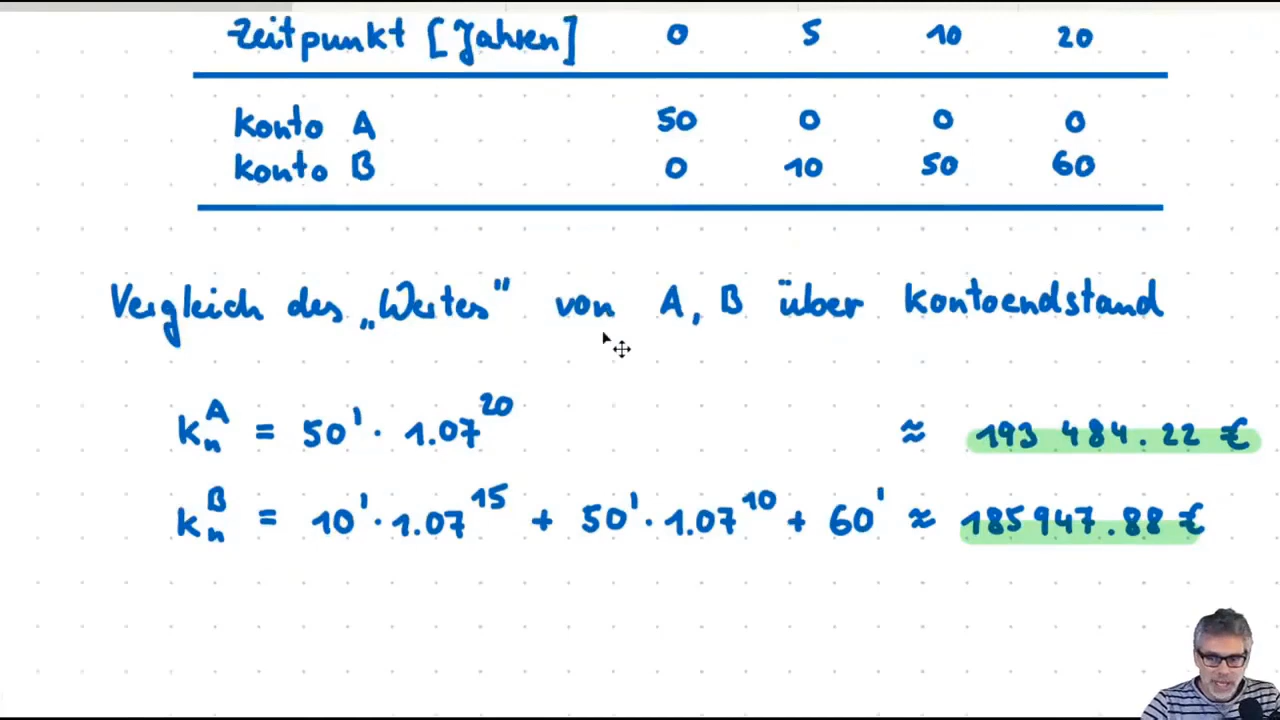 Zeitpunkt [Jahren] 0 5 10 20
Konto A 50 0 0 0
Konto B 0 10 50 60
Vergleich des „Wertes” von A, B über Kontoendstand
K_n^A = 50' · 1.07^20 ≈ 193 484.22 €
K_n^B = 10' · 1.07^15 + 50' · 1.07^10 + 60' ≈ 185 947.88 €